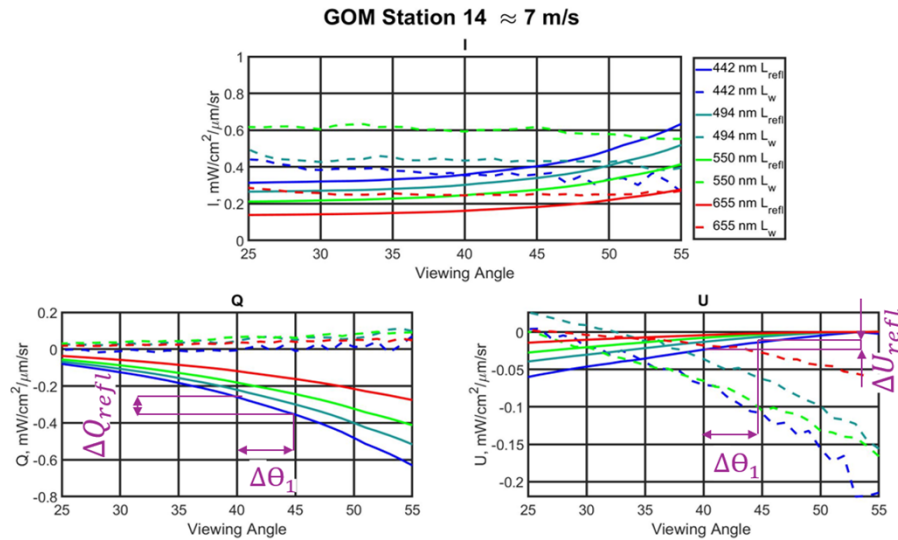 GOM Station 14 ≈ 7 m/s
I
1
0.8
0.6
0.4
0.2
0
I, mW/cm²/μm/sr
25 30 35 40 45 50 55
Viewing Angle
442 nm L_refl
442 nm L_w
494 nm L_refl
494 nm L_w
550 nm L_refl
550 nm L_w
655 nm L_refl
655 nm L_w
Q
0.2
0
-0.2
-0.4
-0.6
-0.8
Q, mW/cm²/μm/sr
ΔQ_refl
ΔΘ₁
25 30 35 40 45 50 55
Viewing Angle
U
0
-0.05
-0.1
-0.15
-0.2
U, mW/cm²/μm/sr
ΔU_refl
ΔΘ₁
25 30 35 40 45 50 55
Viewing Angle